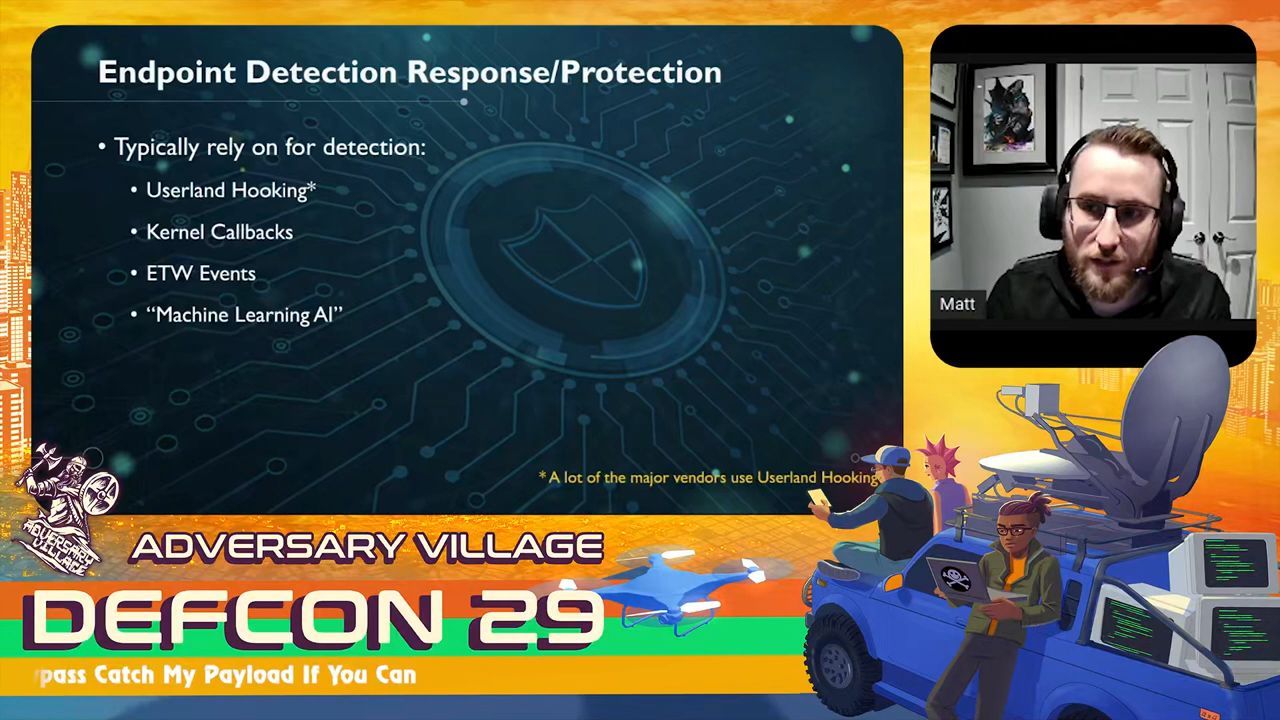 Endpoint Detection Response/Protection
• Typically rely on for detection:
• Userland Hooking*
• Kernel Callbacks
• ETW Events
• “Machine Learning AI”
* A lot of the major vendors use Userland Hooking
Matt
ADVERSARY VILLAGE
ADVERSARY VILLAGE
DEFCON 29
pass Catch My Payload If You Can